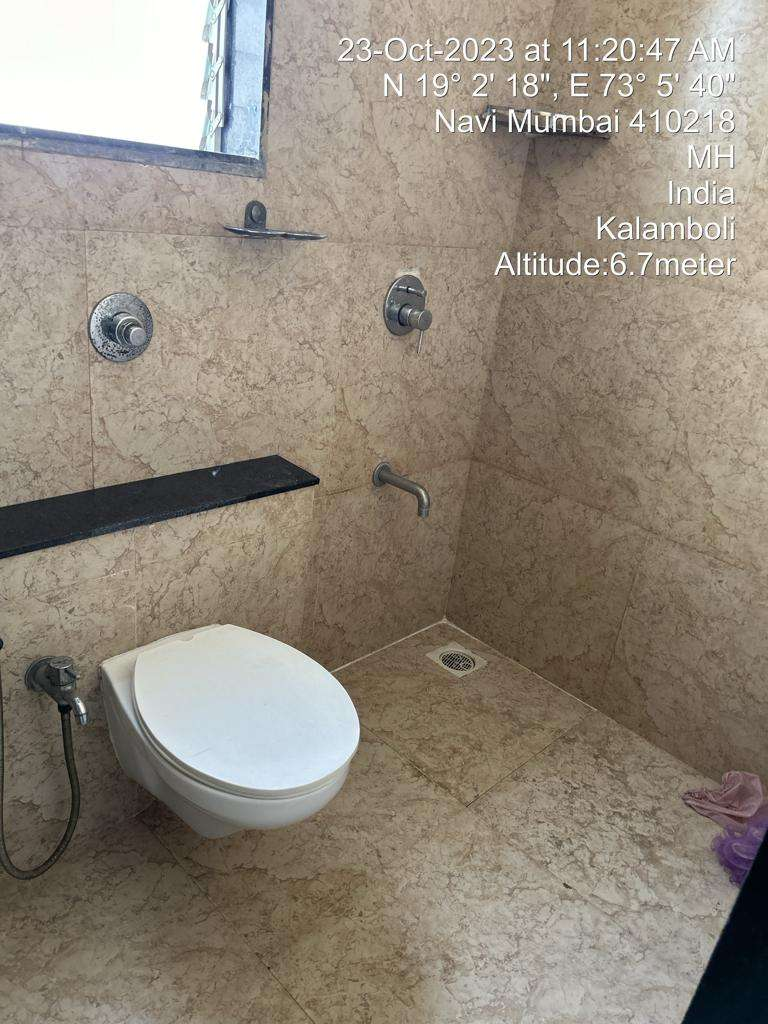 23-Oct-2023 at 11:20:47 AM
N 19° 2' 18", E 73° 5' 40"
Navi Mumbai 410218
MH
India
Kalamboli
Altitude:6.7meter